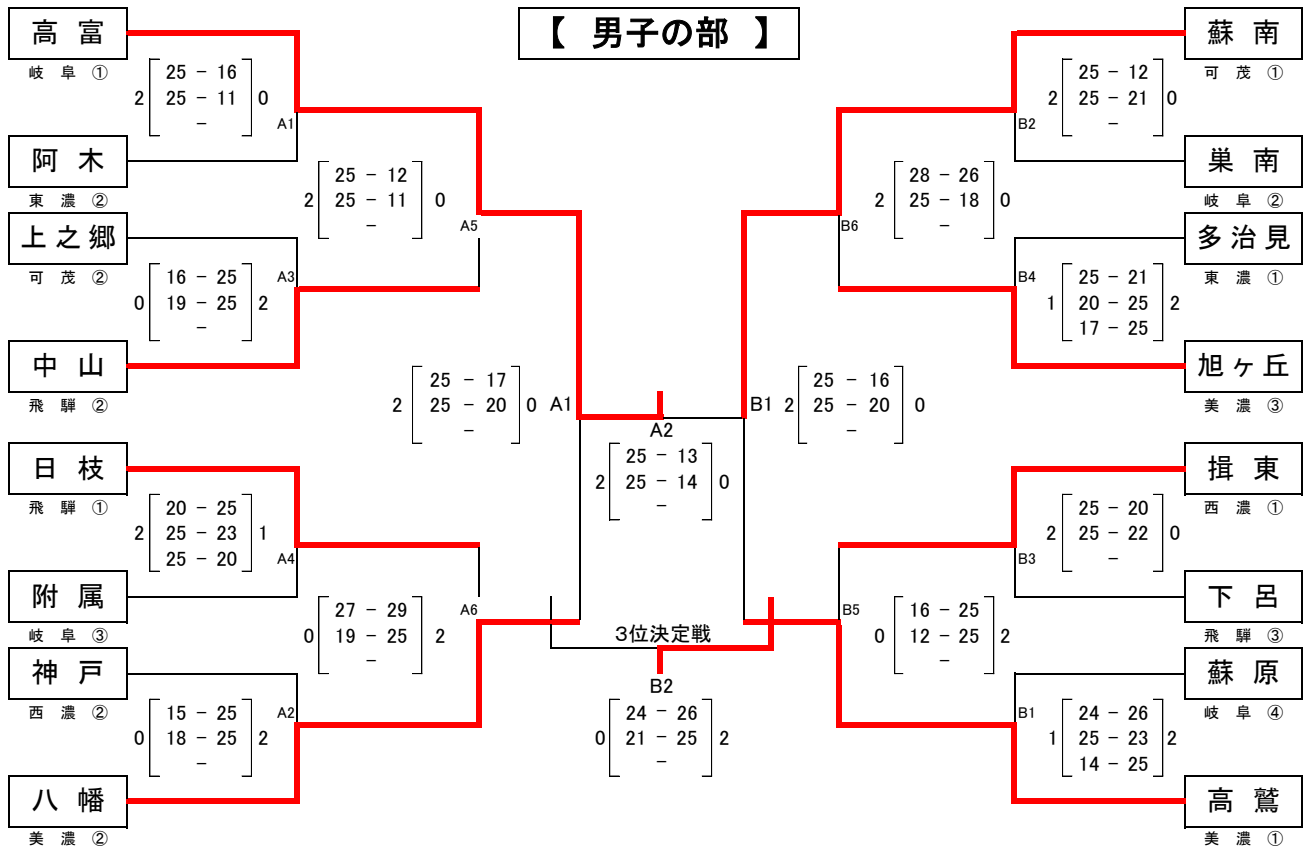 【 男子の部 】
高富
岐阜①
25 - 16
2 25 - 11 0
-
A1
阿木
東濃②
25 - 12
2 25 - 11 0
-
A5
上之郷
可茂②
A3
16 - 25
0 19 - 25 2
-
中山
飛騨②
25 - 17
2 25 - 20 0
-
A1
日枝
飛騨①
20 - 25
2 25 - 23 1
25 - 20
A4
附属
岐阜③
27 - 29
0 19 - 25 2
-
A6
神戸
西濃②
A2
15 - 25
0 18 - 25 2
-
八幡
美濃②
A2
25 - 13
2 25 - 14 0
-
3位決定戦
B2
24 - 26
0 21 - 25 2
-
蘇南
可茂①
25 - 12
2 25 - 21 0
-
B2
巣南
岐阜②
28 - 26
2 25 - 18 0
-
B6
多治見
東濃①
B4
25 - 21
1 20 - 25 2
17 - 25
旭ヶ丘
美濃③
B1
25 - 16
2 25 - 20 0
-
揖東
西濃①
25 - 20
2 25 - 22 0
-
B3
下呂
飛騨③
B5
16 - 25
0 12 - 25 2
-
蘇原
岐阜④
B1
24 - 26
1 25 - 23 2
14 - 25
高鷲
美濃①